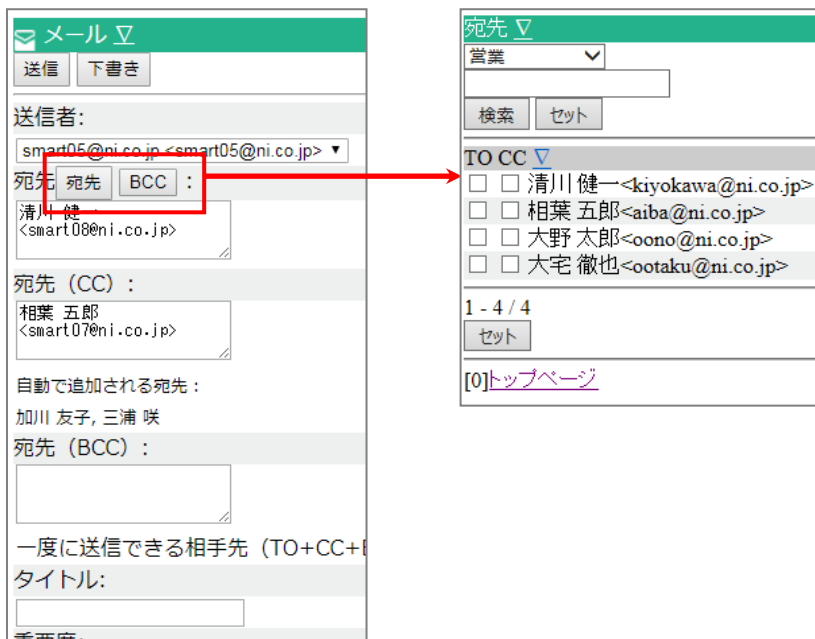 メール ▽
送信 下書き
送信者:
smart05@ni.co.jp <smart05@ni.co.jp> ▼
宛先 宛先 BCC :
清川 健一
<smart08@ni.co.jp>
宛先（CC）:
相葉 五郎
<smart07@ni.co.jp>
自動で追加される宛先：
加川 友子, 三浦 咲
宛先（BCC）:
一度に送信できる相手先（TO+CC+
タイトル:
重要度:
宛先 ▽
営業
検索 セット
TO CC ▽
清川 健一<kiyokawa@ni.co.jp>
相葉 五郎<aiba@ni.co.jp>
大野 太郎<oono@ni.co.jp>
大宅 徹也<ootaku@ni.co.jp>
1 - 4 / 4
セット
[0]トップページ